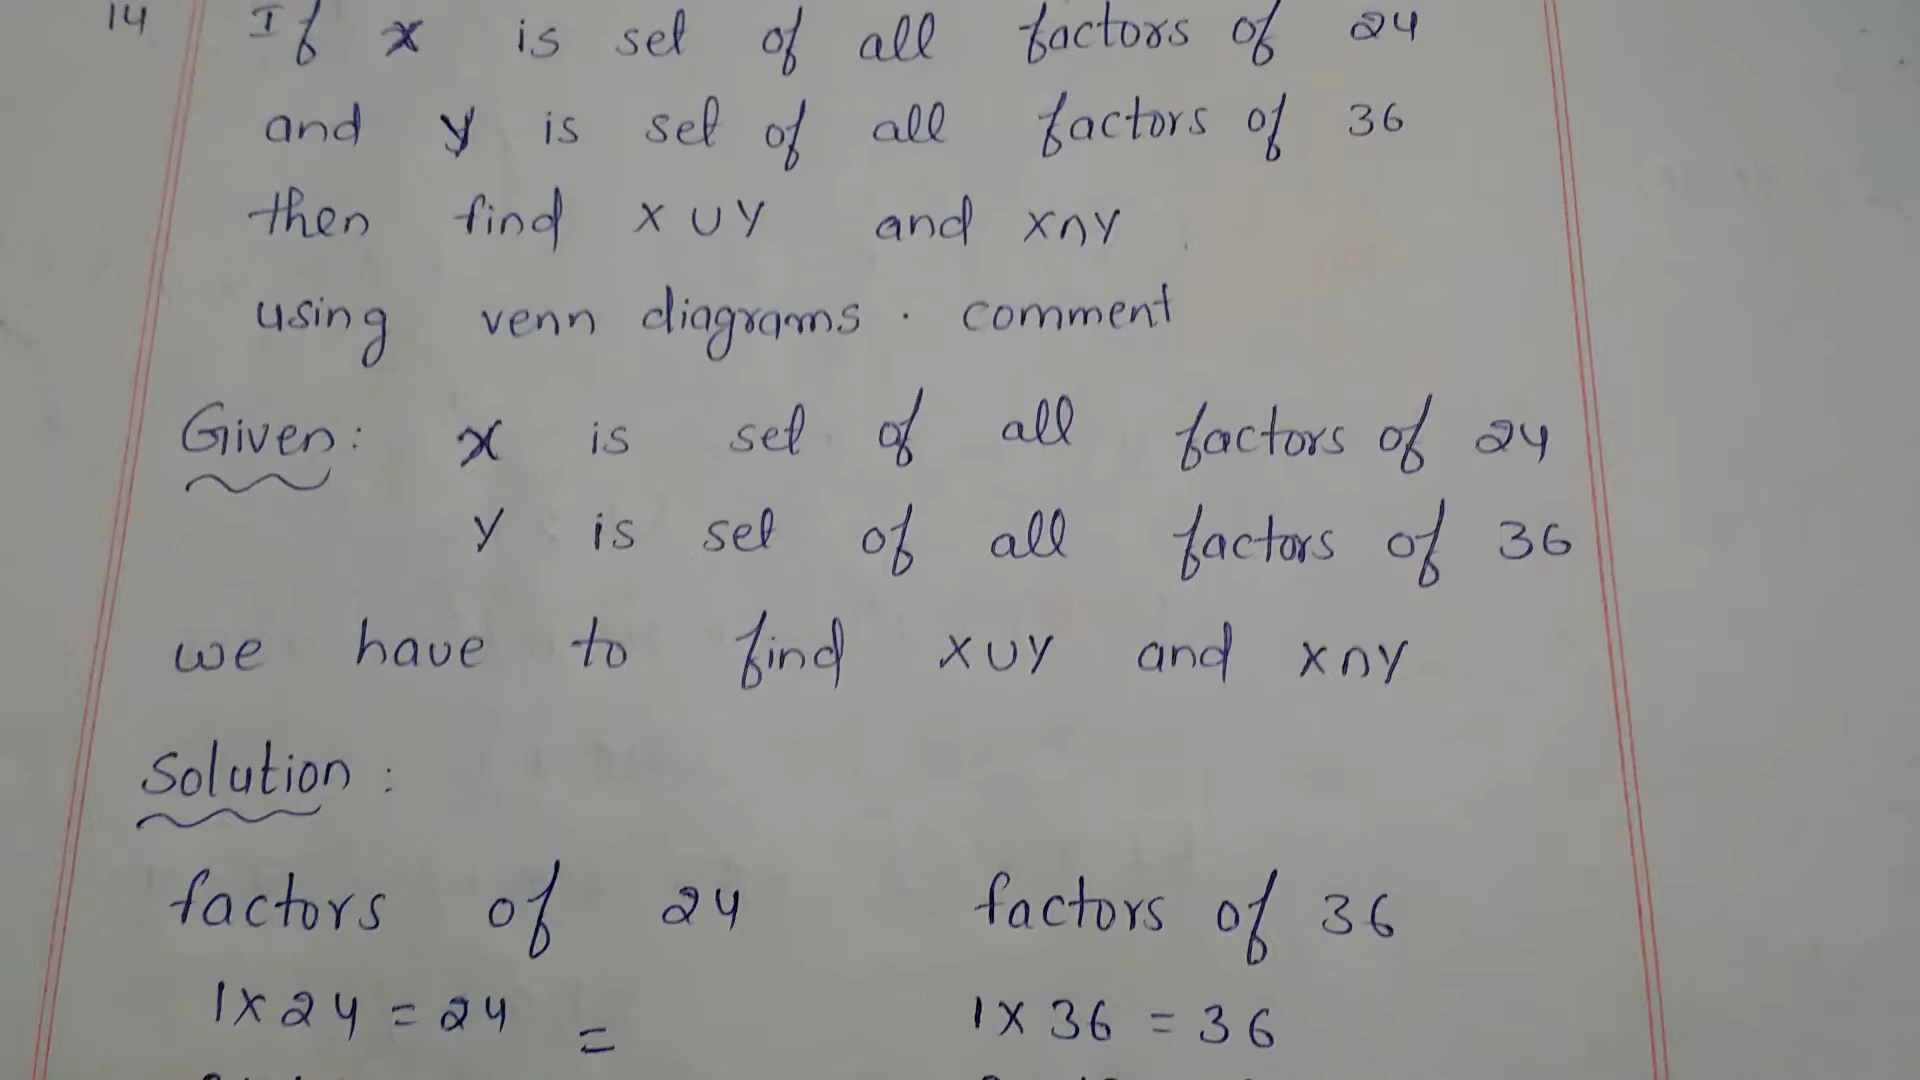 14 If x is set of all factors of 24
and y is set of all factors of 36
then find X ∪ Y and X∩Y
using venn diagrams . comment
Given: x is set of all factors of 24
Y is set of all factors of 36
we have to find X∪Y and X∩Y
Solution :
factors of 24 factors of 36
1 x 24 = 24 = 1 x 36 = 36